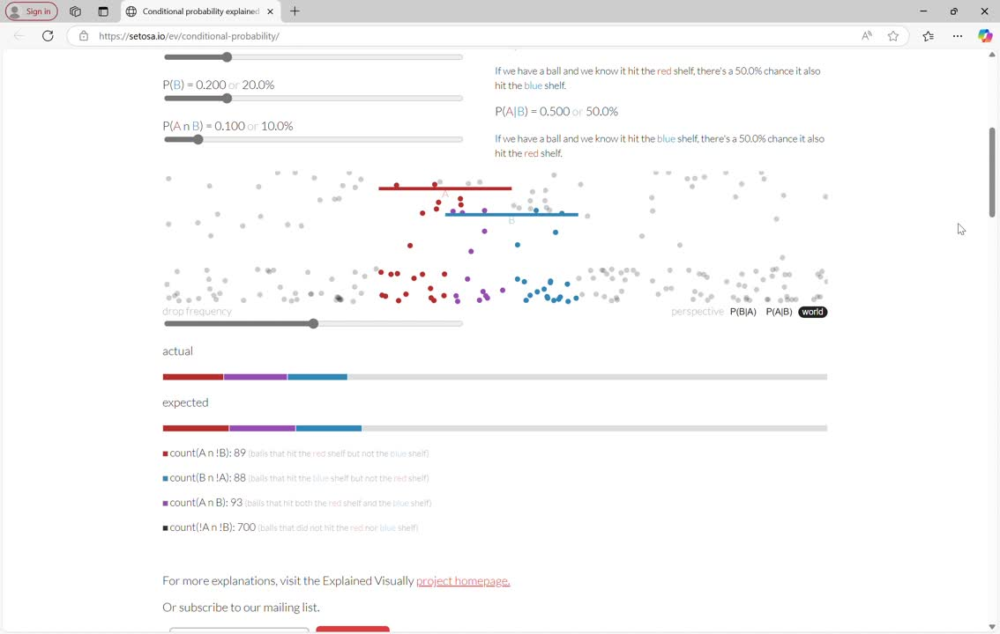 Sign in
Conditional probability explained
https://setosa.io/ev/conditional-probability/
If we have a ball and we know it hit the red shelf, there's a 50.0% chance it also
hit the blue shelf.
P(B) = 0.200 or 20.0%
P(A|B) = 0.500 or 50.0%
P(A ∩ B) = 0.100 or 10.0%
If we have a ball and we know it hit the blue shelf, there's a 50.0% chance it also
hit the red shelf.
A
B
drop frequency
perspective P(B|A) P(A|B) world
actual
expected
count(A ∩ !B): 89 (balls that hit the red shelf but not the blue shelf)
count(B ∩ !A): 88 (balls that hit the blue shelf but not the red shelf)
count(A ∩ B): 93 (balls that hit both the red shelf and the blue shelf)
count(!A ∩ !B): 700 (balls that did not hit the red nor blue shelf)
For more explanations, visit the Explained Visually project homepage.
Or subscribe to our mailing list.